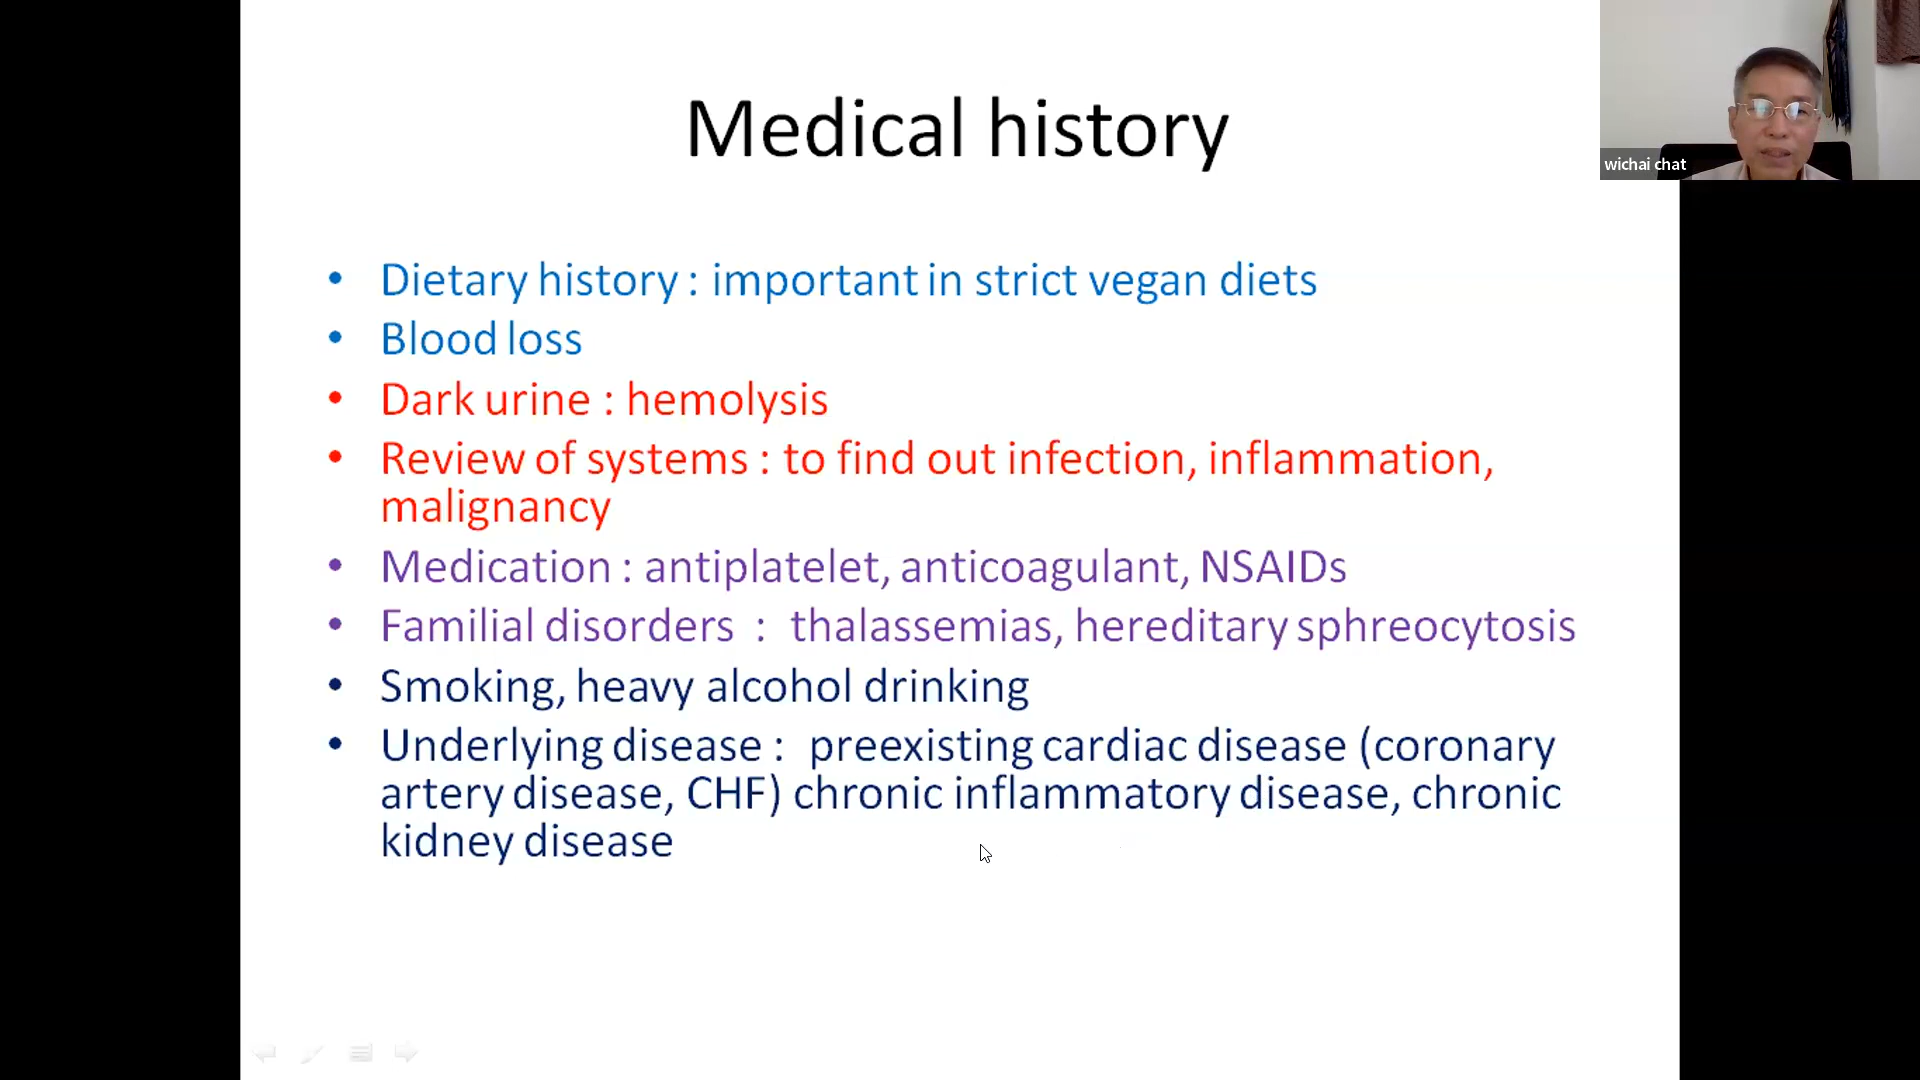 Medical history
wichai chat
• Dietary history : important in strict vegan diets
• Blood loss
• Dark urine : hemolysis
• Review of systems : to find out infection, inflammation,
malignancy
• Medication : antiplatelet, anticoagulant, NSAIDs
• Familial disorders : thalassemias, hereditary sphreocytosis
• Smoking, heavy alcohol drinking
• Underlying disease : preexisting cardiac disease (coronary
artery disease, CHF) chronic inflammatory disease, chronic
kidney disease